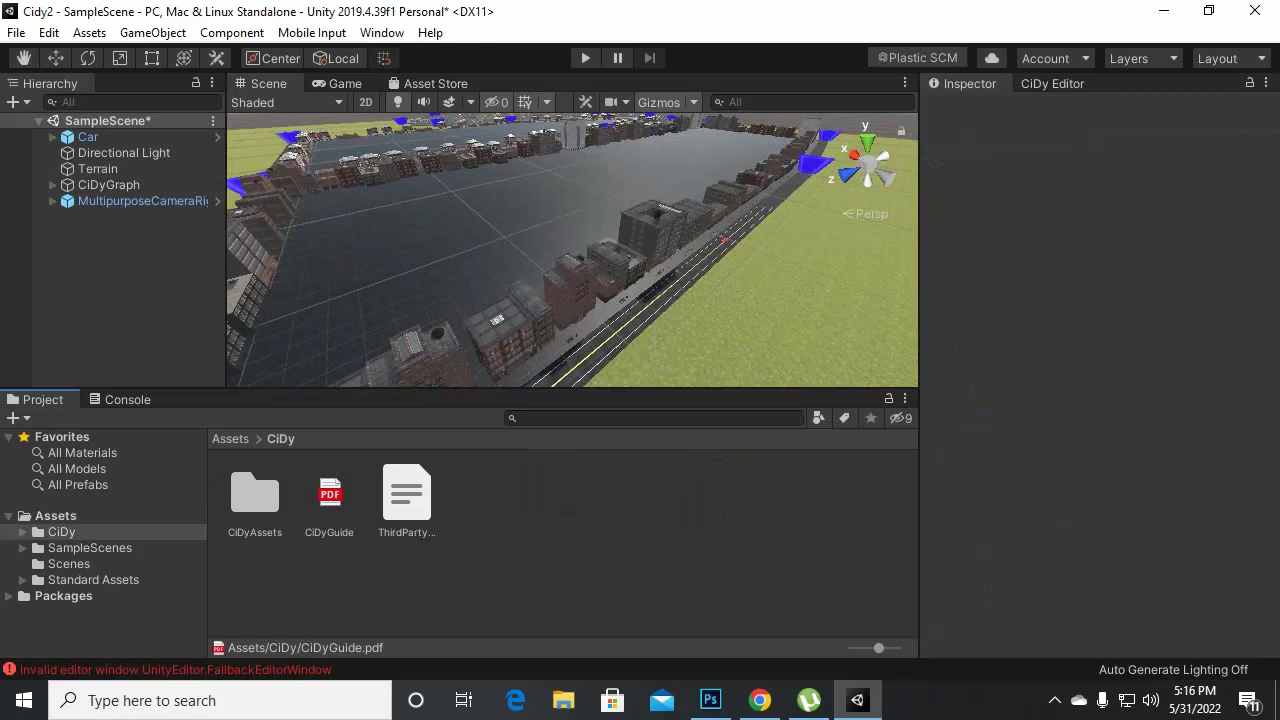 Cidy2 - SampleScene - PC, Mac & Linux Standalone - Unity 2019.4.39f1 Personal* <DX11>
File Edit Assets GameObject Component Mobile Input Window Help
Center Local Plastic SCM Account Layers Layout
Hierarchy Scene Game Asset Store Inspector CiDy Editor
All Shaded 2D 0 Gizmos All
SampleScene*
Car
Directional Light
Terrain
CiDyGraph
MultipurposeCameraRi
y
x
z
Persp
Project Console
9
Favorites
All Materials
All Models
All Prefabs
Assets
CiDy
SampleScenes
Scenes
Standard Assets
Packages
Assets > CiDy
PDF
CiDyAssets CiDyGuide ThirdParty...
Assets/CiDy/CiDyGuide.pdf
Invalid editor window UnityEditor.FallbackEditorWindow
Auto Generate Lighting Off
Type here to search
Ps
5:16 PM
5/31/2022
11